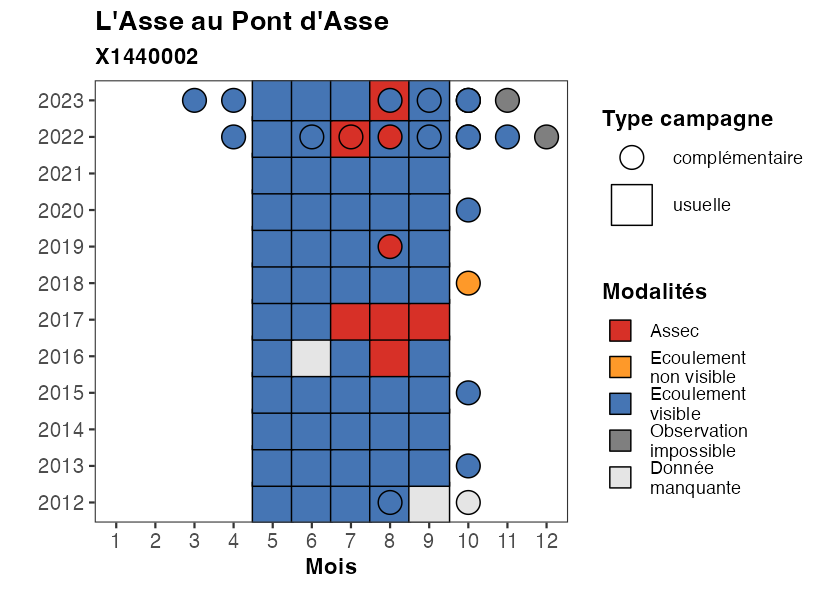 L'Asse au Pont d'Asse
X1440002
2023
2022
2021
2020
2019
2018
2017
2016
2015
2014
2013
2012
1 2 3 4 5 6 7 8 9 10 11 12
Mois
Type campagne
complémentaire
usuelle
Modalités
Assec
Ecoulement
non visible
Ecoulement
visible
Observation
impossible
Donnée
manquante